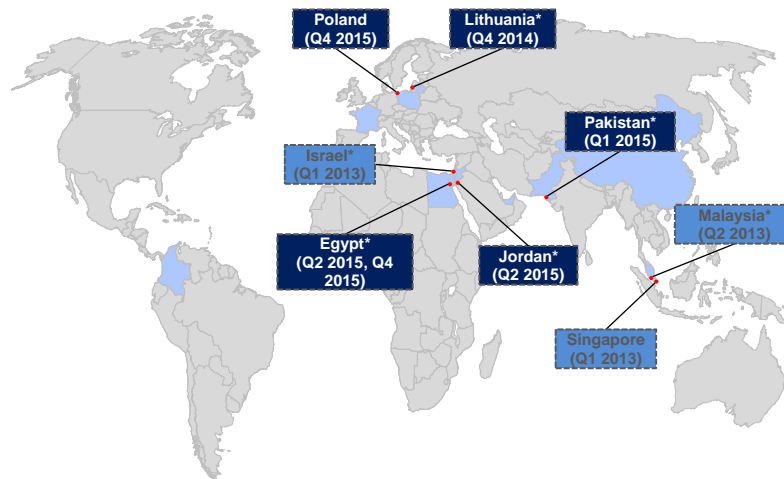 Poland
(Q4 2015)
Lithuania*
(Q4 2014)
Pakistan*
(Q1 2015)
Israel*
(Q1 2013)
Malaysia*
(Q2 2013)
Egypt*
(Q2 2015, Q4
2015)
Jordan*
(Q2 2015)
Singapore
(Q1 2013)